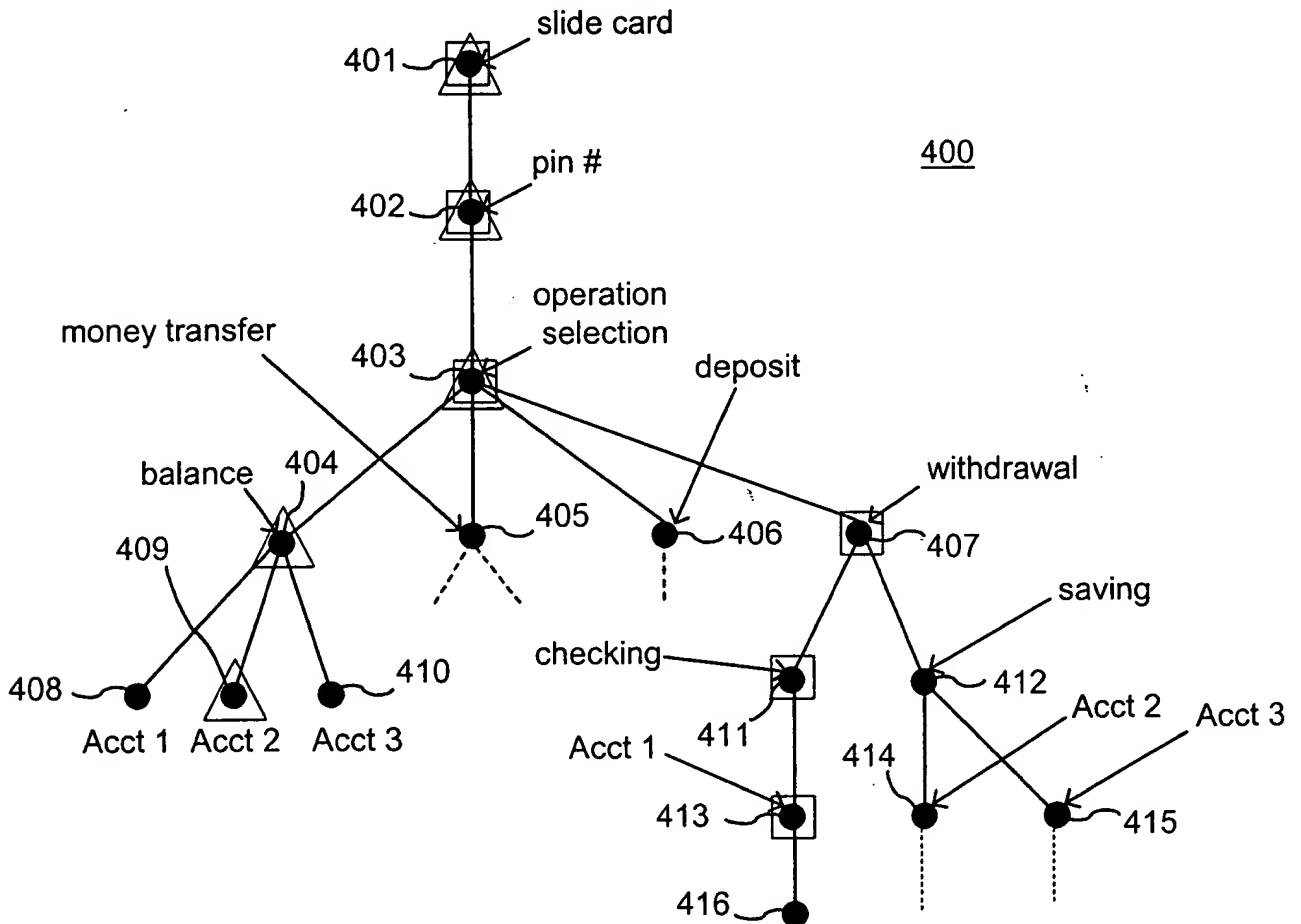 slide card
401
pin #
400
402
operation
selection
money transfer
403
deposit
balance
404
withdrawal
405
406
407
409
saving
checking
408
410
412
Acct 1
Acct 2
Acct 3
411
Acct 2
Acct 3
Acct 1
414
413
415
416